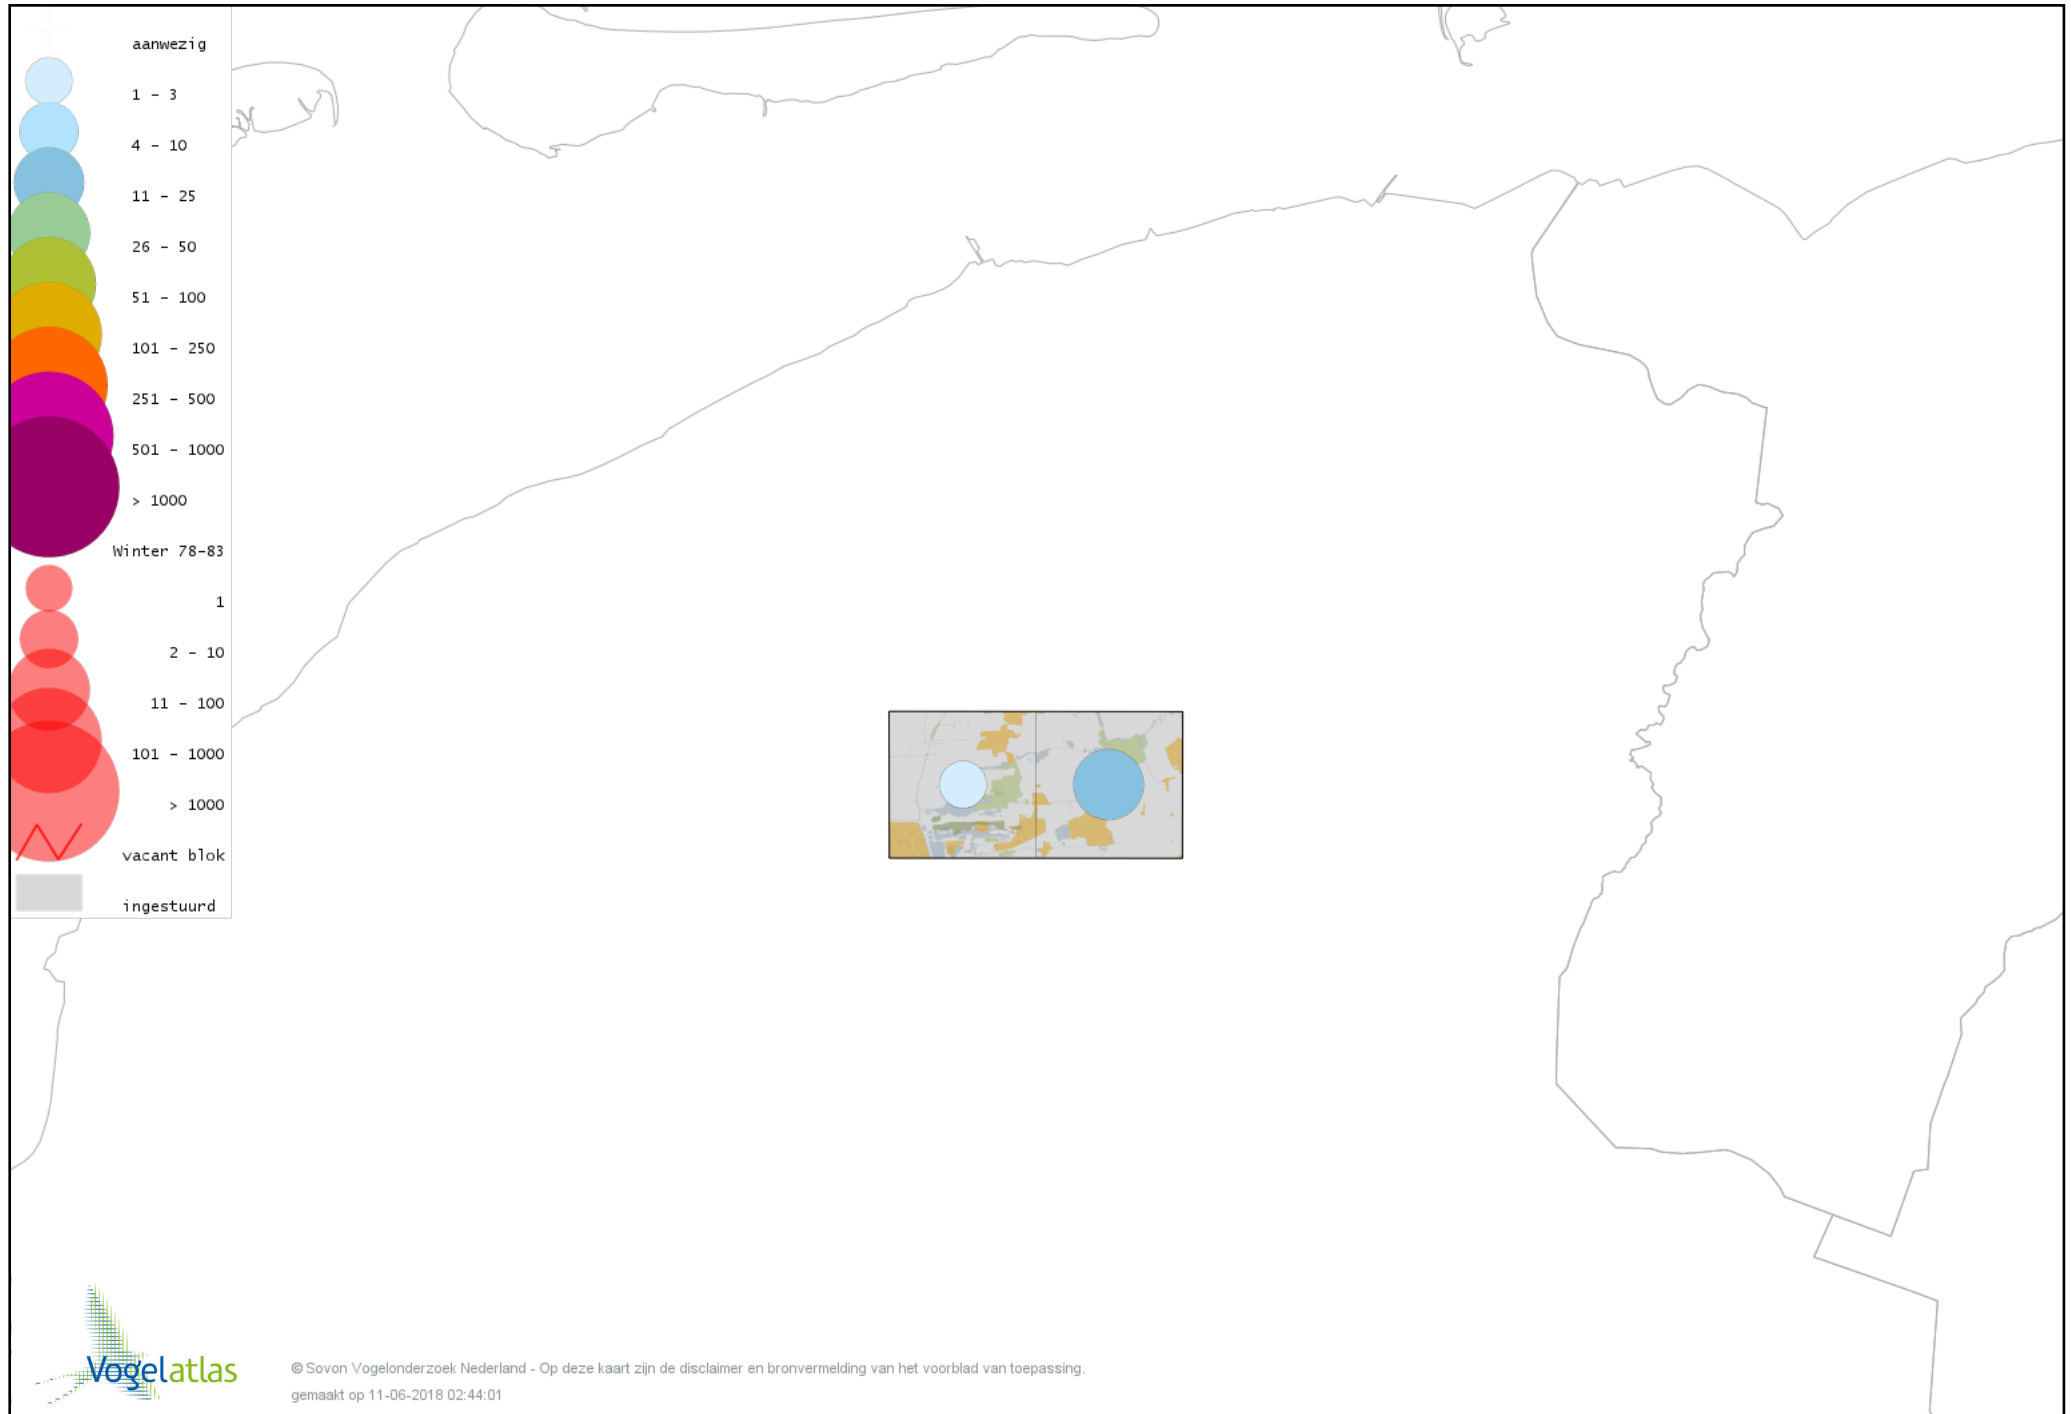 aanwezig
1 - 3
4 - 10
11 - 25
26 - 50
51 - 100
101 - 250
251 - 500
501 - 1000
> 1000
Winter 78-83
1
2 - 10
11 - 100
101 - 1000
> 1000
vacant blok
ingestuurd
Vogelatlas
© Sovon Vogelonderzoek Nederland - Op deze kaart zijn de disclaimer en bronvermelding van het voorblad van toepassing.
gemaakt op 11-06-2018 02:44:01